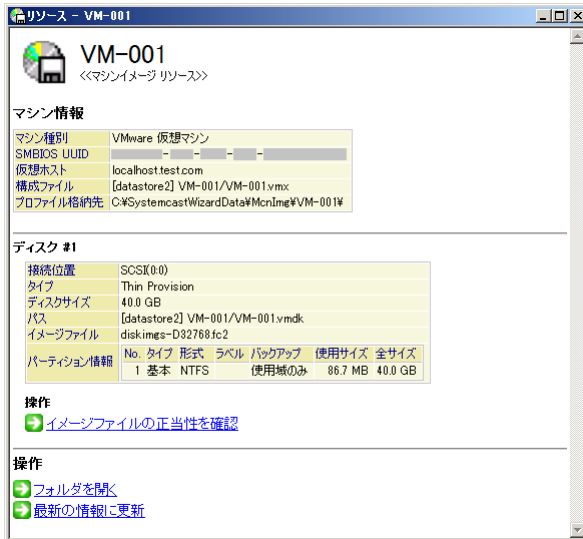 リソース - VM-001
VM-001
<<マシンイメージ リソース>>
マシン情報
マシン種別 VMware 仮想マシン
SMBIOS UUID - - - -
仮想ホスト localhost.test.com
構成ファイル [datastore2] VM-001/VM-001.vmx
プロファイル格納先 C:¥SystemcastWizardData¥McnImg¥VM-001¥
ディスク #1
接続位置 SCSI(0:0)
タイプ Thin Provision
ディスクサイズ 40.0 GB
パス [datastore2] VM-001/VM-001.vmdk
イメージファイル diskimgs-D32768.fc2
パーティション情報
No. タイプ 形式 ラベル バックアップ 使用サイズ 全サイズ
1 基本 NTFS 使用域のみ 86.7 MB 40.0 GB
操作
イメージファイルの正当性を確認
操作
フォルダを開く
最新の情報に更新